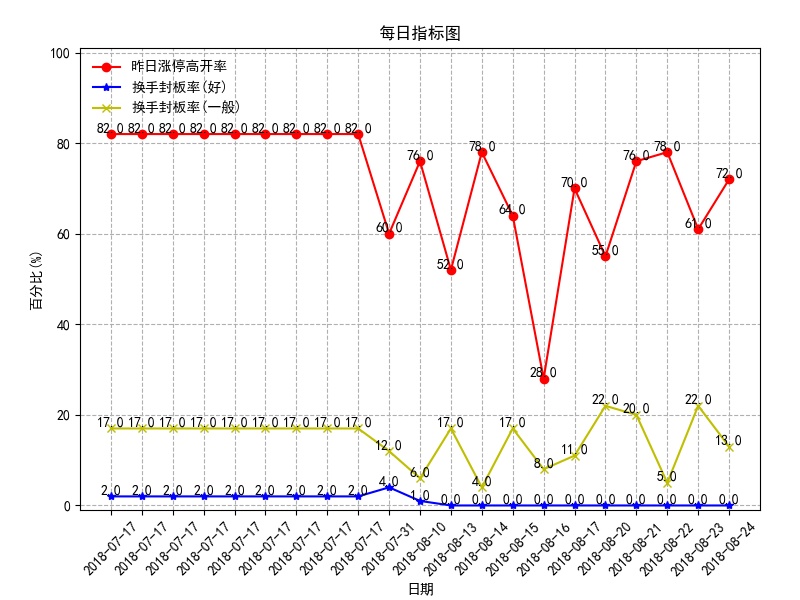 每日指标图
昨日涨停高开率
换手封板率(好)
换手封板率(一般)
百分比(%)
100
80
60
40
20
0
82.0 82.0 82.0 82.0 82.0 82.0 82.0 82.0 82.0 60.0 76.0 52.0 78.0 64.0 28.0 70.0 55.0 76.0 78.0 61.0 72.0
17.0 17.0 17.0 17.0 17.0 17.0 17.0 17.0 17.0 12.0 6.0 17.0 4.0 17.0 8.0 11.0 22.0 20.0 5.0 22.0 13.0
2.0 2.0 2.0 2.0 2.0 2.0 2.0 2.0 2.0 4.0 1.0 0.0 0.0 0.0 0.0 0.0 0.0 0.0 0.0 0.0 0.0
2018-07-17 2018-07-17 2018-07-17 2018-07-17 2018-07-17 2018-07-17 2018-07-17 2018-07-17 2018-07-17 2018-07-31 2018-08-10 2018-08-13 2018-08-14 2018-08-15 2018-08-16 2018-08-17 2018-08-20 2018-08-21 2018-08-22 2018-08-23 2018-08-24
日期